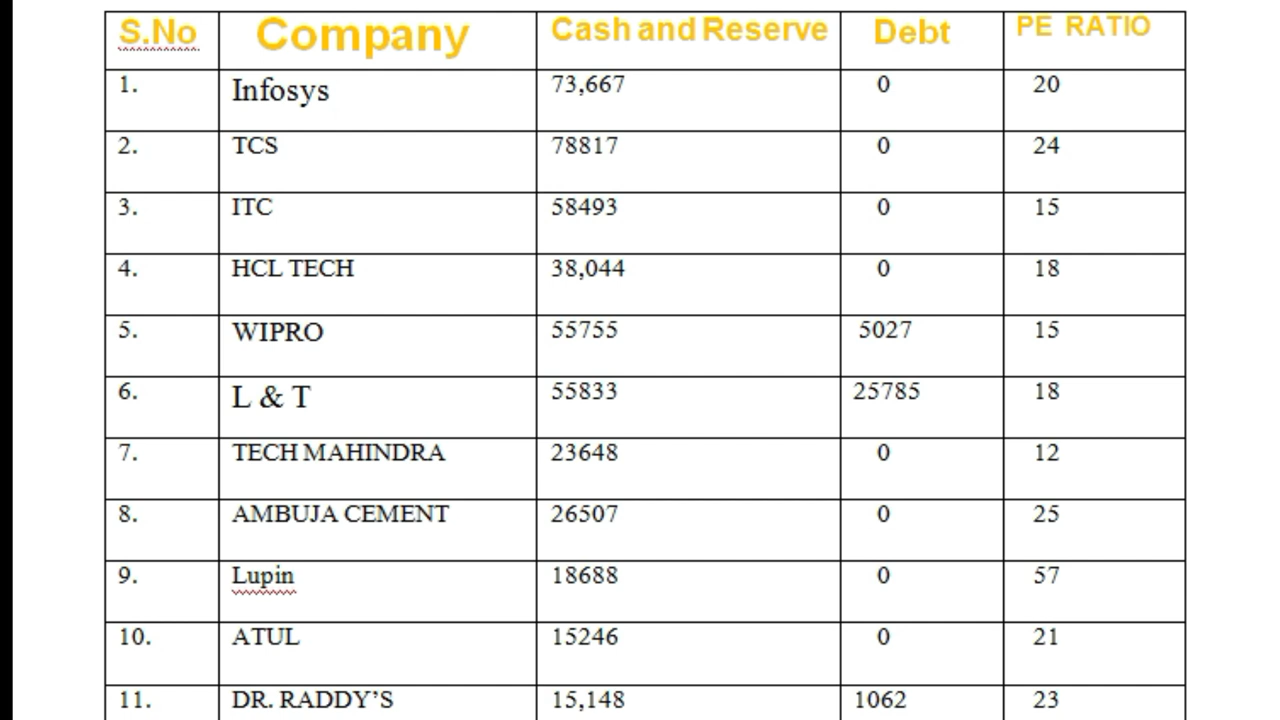 S.No Company Cash and Reserve Debt PE RATIO
1. Infosys 73,667 0 20
2. TCS 78817 0 24
3. ITC 58493 0 15
4. HCL TECH 38,044 0 18
5. WIPRO 55755 5027 15
6. L & T 55833 25785 18
7. TECH MAHINDRA 23648 0 12
8. AMBUJA CEMENT 26507 0 25
9. Lupin 18688 0 57
10. ATUL 15246 0 21
11. DR. RADDY’S 15,148 1062 23